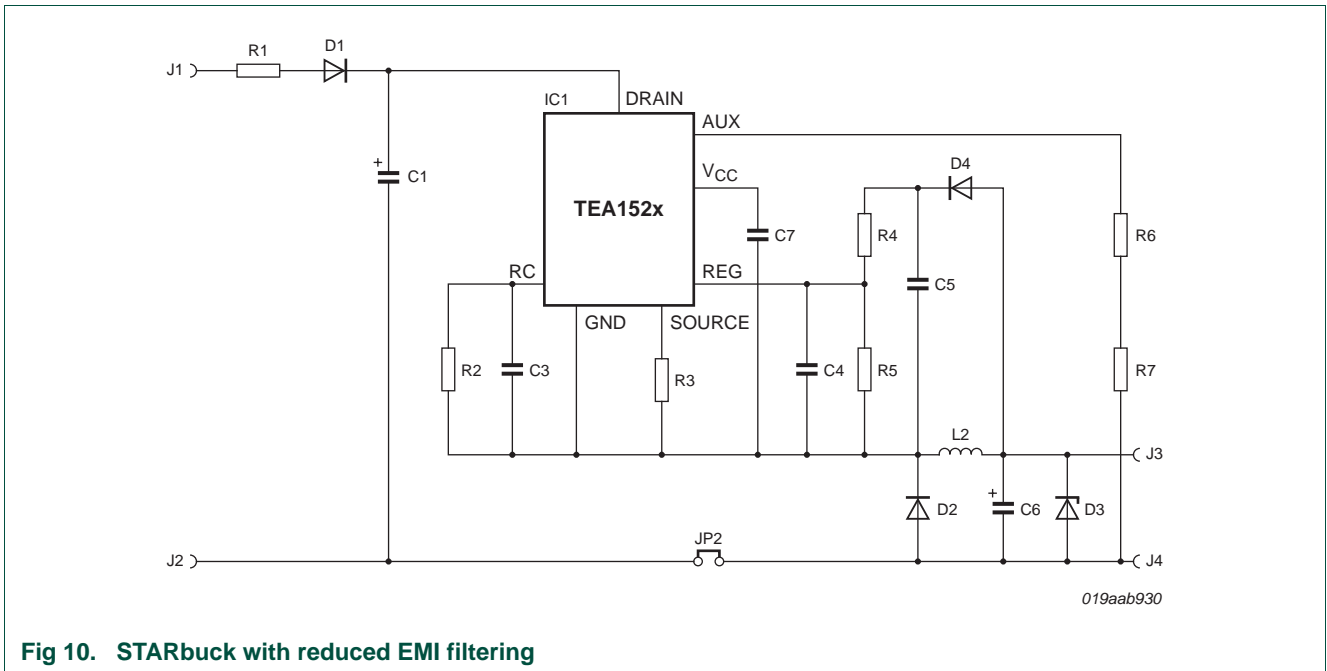 R1
D1
J1
IC1
DRAIN
AUX
+
C1
VCC
D4
TEA152x
C7
R4
R6
RC
REG
C5
GND
SOURCE
R2
C3
R3
C4
R5
R7
L2
J3
D2
+
C6
D3
JP2
J2
J4
019aab930
Fig 10. STARbuck with reduced EMI filtering